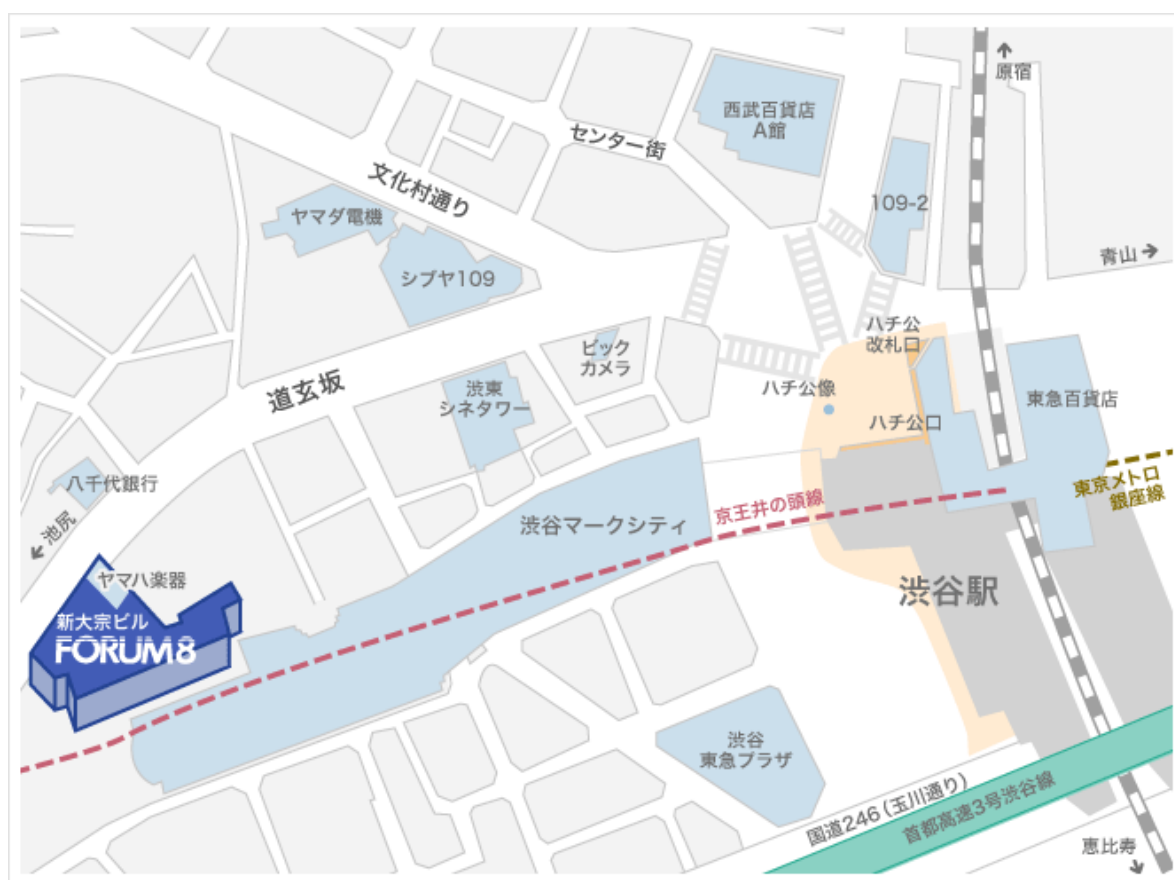 原宿
西武百貨店
A館
センター街
文化村通り
109-2
ヤマダ電機
青山
シブヤ109
ハチ公
改札口
ビック
カメラ
道玄坂
渋東
シネタワー
ハチ公像
東急百貨店
ハチ公口
八千代銀行
東京メトロ
銀座線
京王井の頭線
渋谷マークシティ
池尻
ヤマハ楽器
渋谷駅
新大宗ビル
FORUM8
渋谷
東急プラザ
国道246(玉川通り)
首都高速3号渋谷線
恵比寿